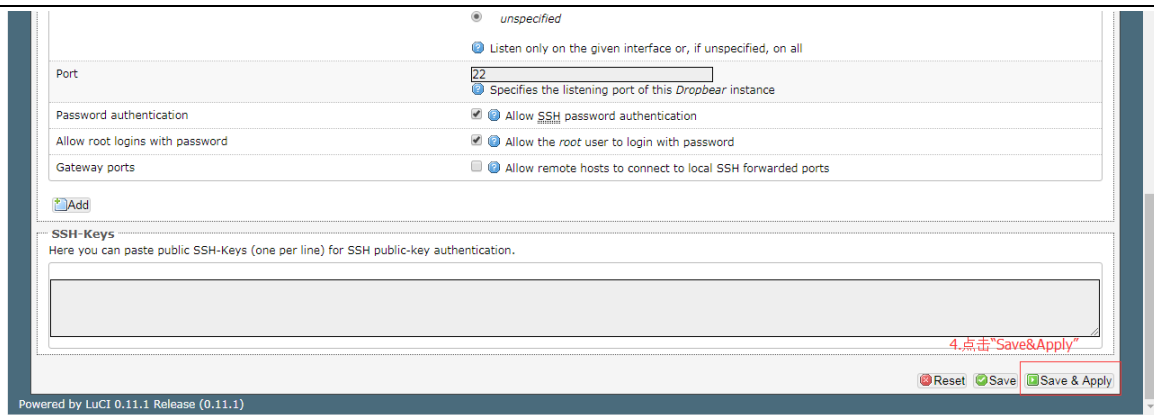 unspecified
Listen only on the given interface or, if unspecified, on all
Port
22
Specifies the listening port of this Dropbear instance
Password authentication
Allow SSH password authentication
Allow root logins with password
Allow the root user to login with password
Gateway ports
Allow remote hosts to connect to local SSH forwarded ports
Add
SSH-Keys
Here you can paste public SSH-Keys (one per line) for SSH public-key authentication.
4.点击"Save&Apply"
Reset Save Save & Apply
Powered by LuCI 0.11.1 Release (0.11.1)